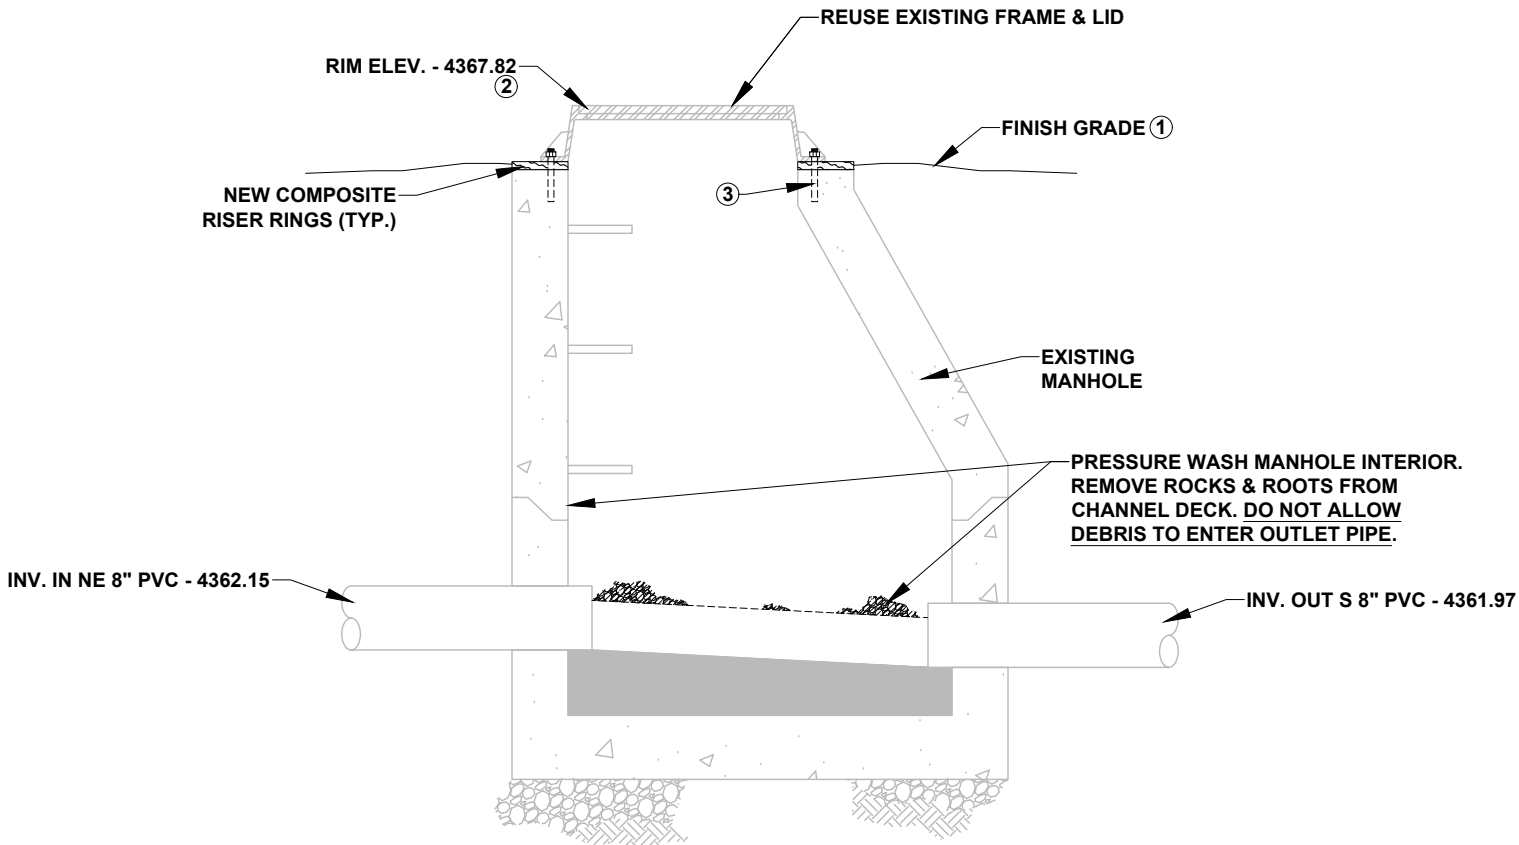 REUSE EXISTING FRAME & LID
RIM ELEV. - 4367.82
2
FINISH GRADE 1
NEW COMPOSITE
RISER RINGS (TYP.)
3
EXISTING
MANHOLE
PRESSURE WASH MANHOLE INTERIOR.
REMOVE ROCKS & ROOTS FROM
CHANNEL DECK. DO NOT ALLOW
DEBRIS TO ENTER OUTLET PIPE.
INV. IN NE 8" PVC - 4362.15
INV. OUT S 8" PVC - 4361.97